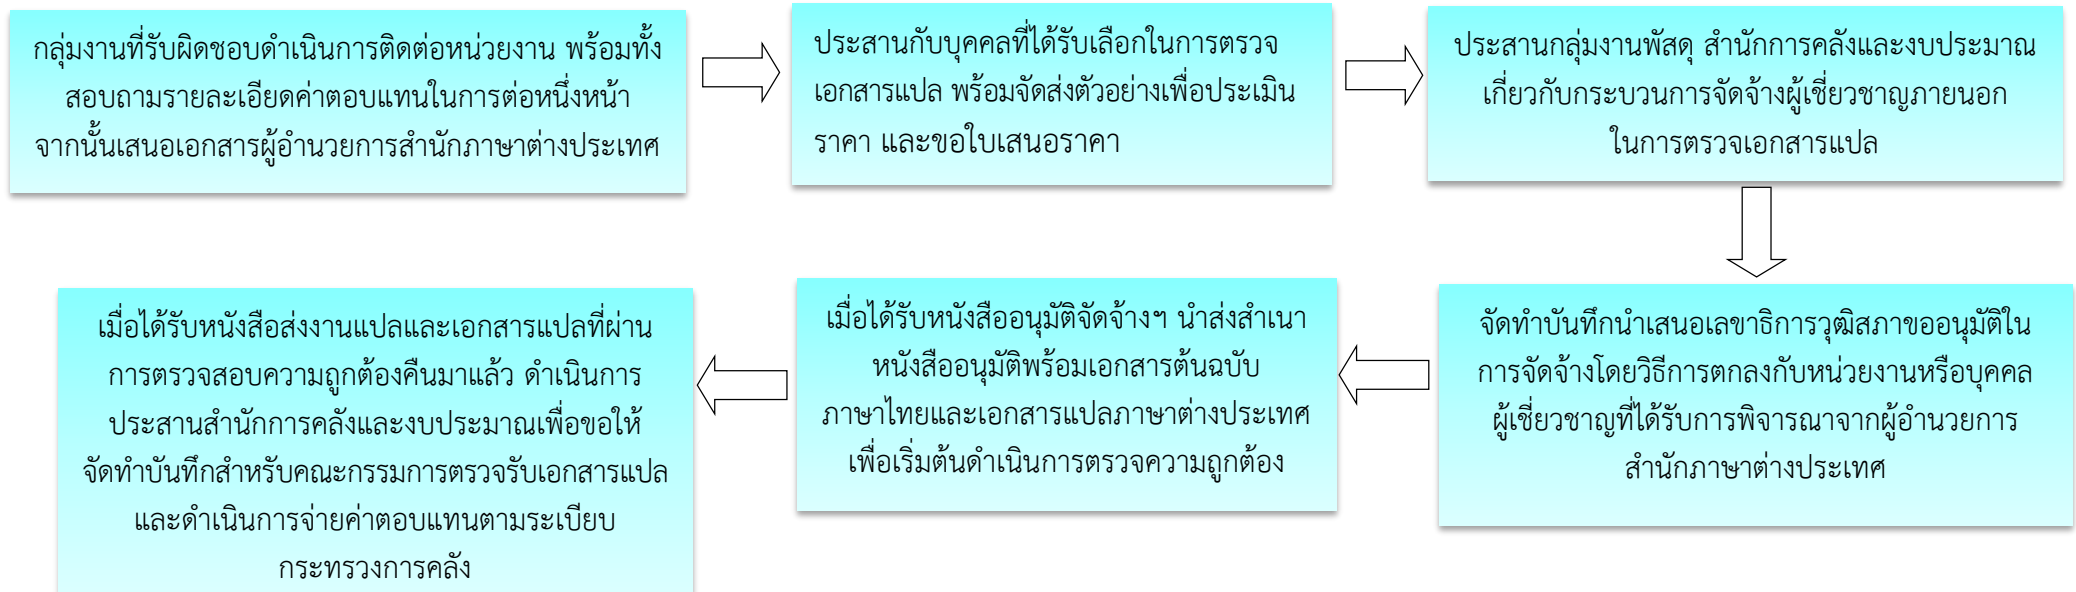 กลุ่มงานที่รับผิดชอบดำเนินการติดต่อหน่วยงาน พร้อมทั้ง
สอบถามรายละเอียดค่าตอบแทนในการต่อหนึ่งหน้า
จากนั้นเสนอเอกสารผู้อำนวยการสำนักภาษาต่างประเทศ
ประสานกับบุคคลที่ได้รับเลือกในการตรวจ
เอกสารแปล พร้อมจัดส่งตัวอย่างเพื่อประเมิน
ราคา และขอใบเสนอราคา
ประสานกลุ่มงานพัสดุ สำนักการคลังและงบประมาณ
เกี่ยวกับกระบวนการจัดจ้างผู้เชี่ยวชาญภายนอก
ในการตรวจเอกสารแปล
จัดทำบันทึกนำเสนอเลขาธิการวุฒิสภาขออนุมัติใน
การจัดจ้างโดยวิธีการตกลงกับหน่วยงานหรือบุคคล
ผู้เชี่ยวชาญที่ได้รับการพิจารณาจากผู้อำนวยการ
สำนักภาษาต่างประเทศ
เมื่อได้รับหนังสืออนุมัติจัดจ้างฯ นำส่งสำเนา
หนังสืออนุมัติพร้อมเอกสารต้นฉบับ
ภาษาไทยและเอกสารแปลภาษาต่างประเทศ
เพื่อเริ่มต้นดำเนินการตรวจความถูกต้อง
เมื่อได้รับหนังสือส่งงานแปลและเอกสารแปลที่ผ่าน
การตรวจสอบความถูกต้องคืนมาแล้ว ดำเนินการ
ประสานสำนักการคลังและงบประมาณเพื่อขอให้
จัดทำบันทึกสำหรับคณะกรรมการตรวจรับเอกสารแปล
และดำเนินการจ่ายค่าตอบแทนตามระเบียบ
กระทรวงการคลัง